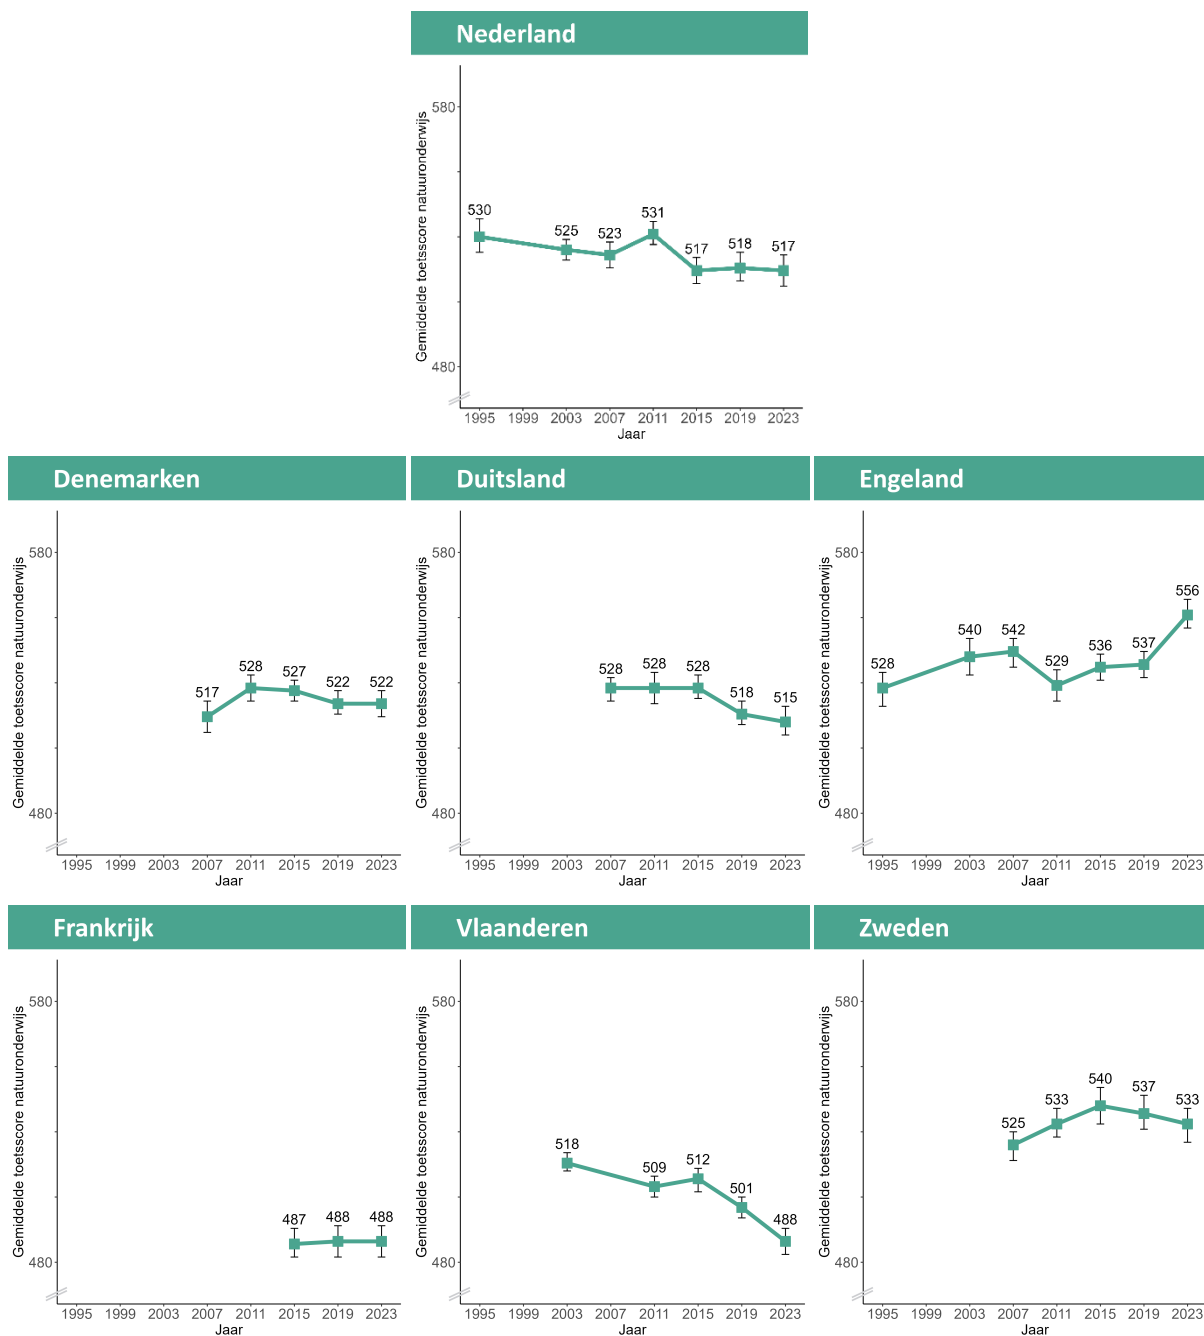 Nederland
Gemiddelde toetsscore natuuronderwijs
580
480
530
525
523
531
517
518
517
1995 1999 2003 2007 2011 2015 2019 2023
Jaar
Denemarken
Gemiddelde toetsscore natuuronderwijs
580
480
517
528
527
522
522
1995 1999 2003 2007 2011 2015 2019 2023
Jaar
Duitsland
Gemiddelde toetsscore natuuronderwijs
580
480
528
528
528
518
515
1995 1999 2003 2007 2011 2015 2019 2023
Jaar
Engeland
Gemiddelde toetsscore natuuronderwijs
580
480
528
540
542
529
536
537
556
1995 1999 2003 2007 2011 2015 2019 2023
Jaar
Frankrijk
Gemiddelde toetsscore natuuronderwijs
580
480
487
488
488
1995 1999 2003 2007 2011 2015 2019 2023
Jaar
Vlaanderen
Gemiddelde toetsscore natuuronderwijs
580
480
518
509
512
501
488
1995 1999 2003 2007 2011 2015 2019 2023
Jaar
Zweden
Gemiddelde toetsscore natuuronderwijs
580
480
525
533
540
537
533
1995 1999 2003 2007 2011 2015 2019 2023
Jaar